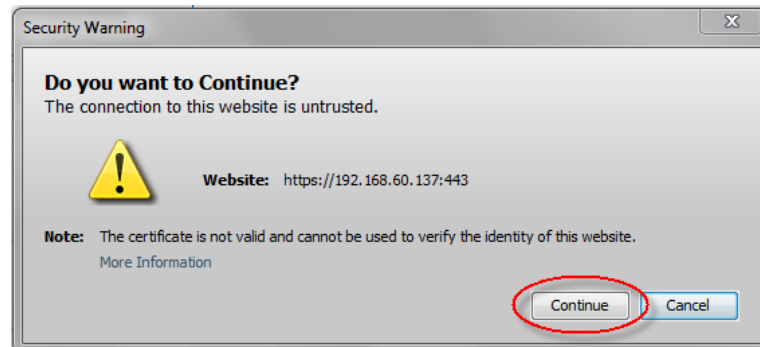 Security Warning
Do you want to Continue?
The connection to this website is untrusted.
Website: https://192.168.60.137:443
Note: The certificate is not valid and cannot be used to verify the identity of this website.
More Information
Continue Cancel